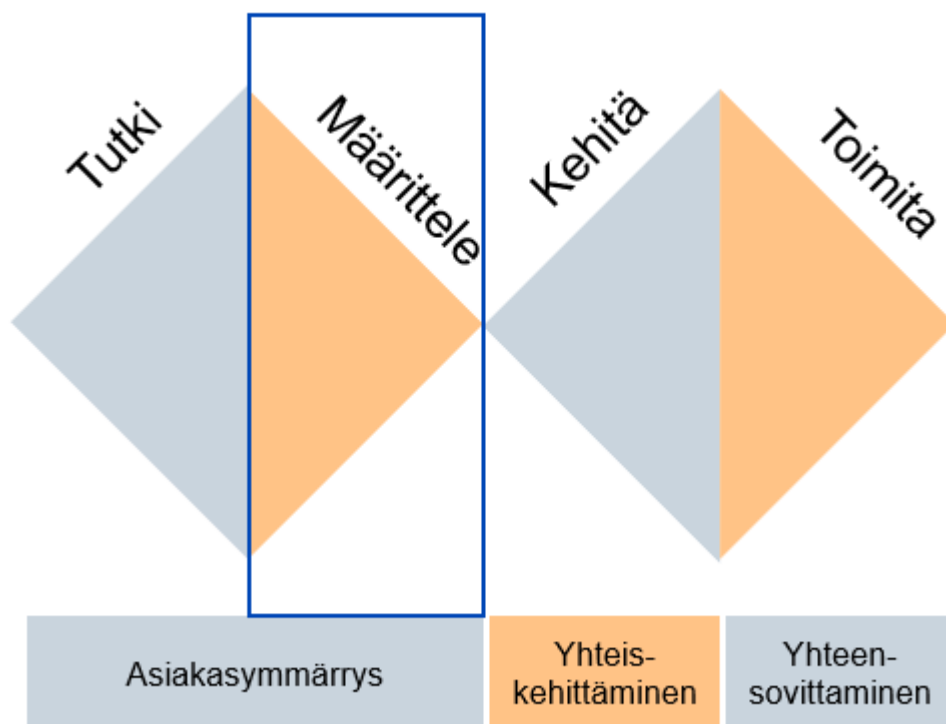 Tutki
Määrittele
Kehitä
Toimita
Asiakasymmärrys
Yhteis-
kehittäminen
Yhteen-
sovittaminen